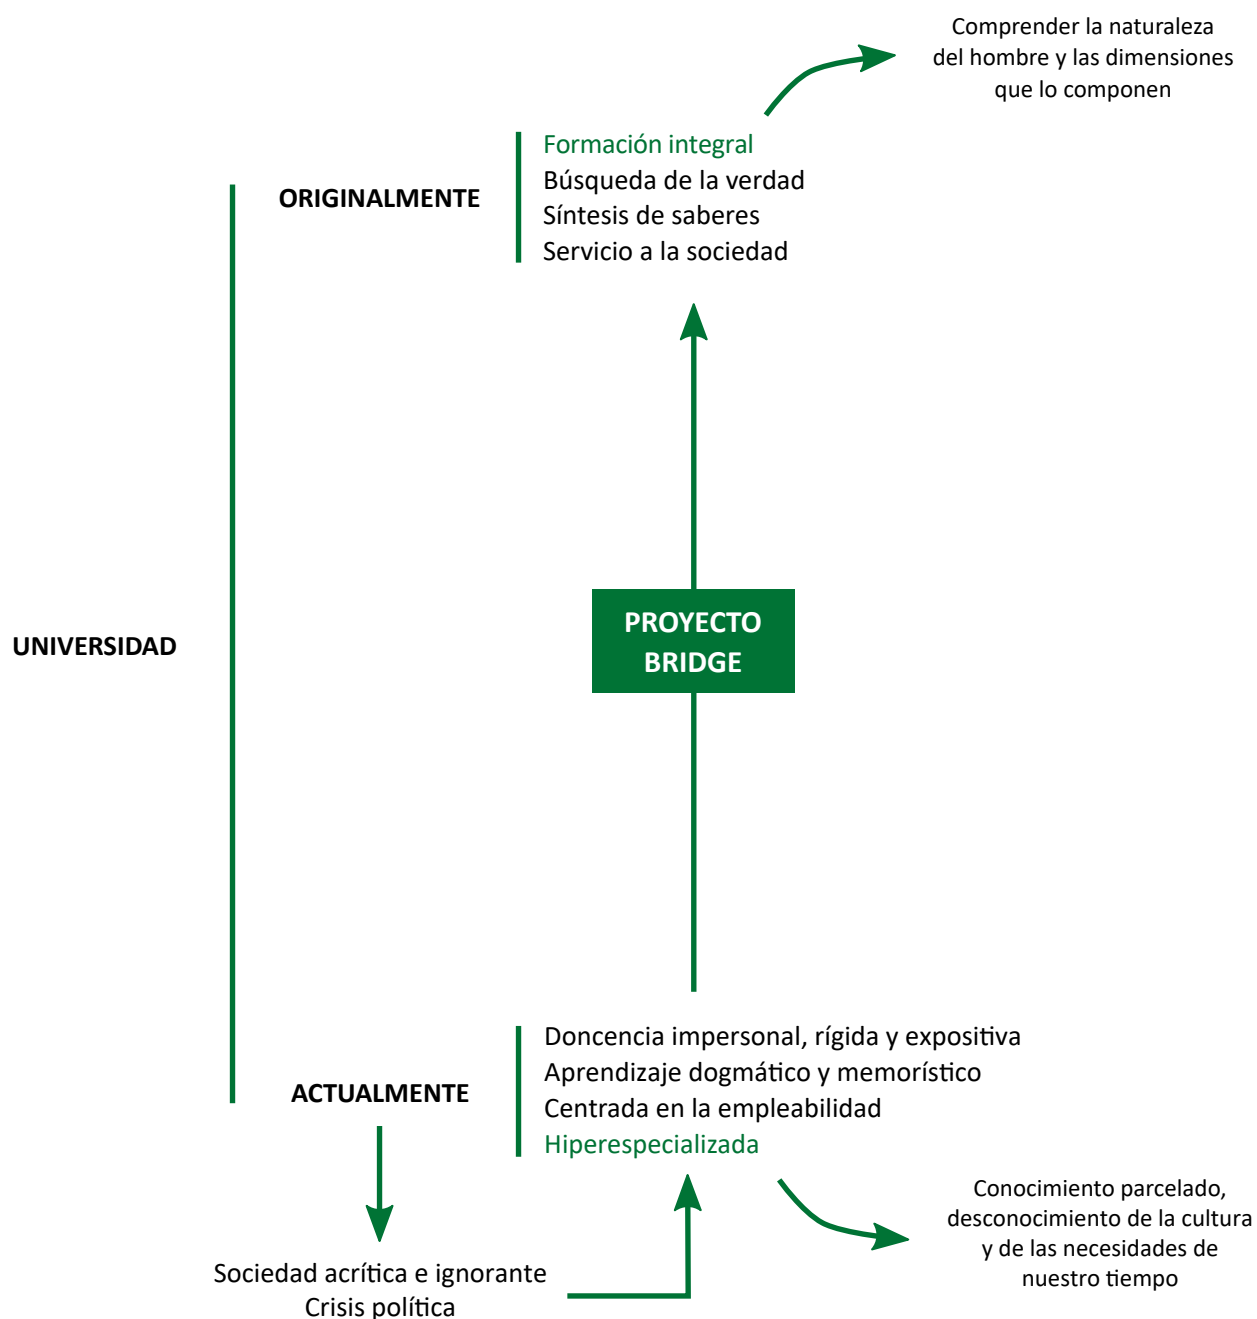 Comprender la naturaleza
del hombre y las dimensiones
que lo componen
Formación integral
Búsqueda de la verdad
Síntesis de saberes
Servicio a la sociedad
ORIGINALMENTE
PROYECTO
BRIDGE
UNIVERSIDAD
Doncencia impersonal, rígida y expositiva
Aprendizaje dogmático y memorístico
Centrada en la empleabilidad
Hiperespecializada
ACTUALMENTE
Conocimiento parcelado,
desconocimiento de la cultura
y de las necesidades de
nuestro tiempo
Sociedad acrítica e ignorante
Crisis política